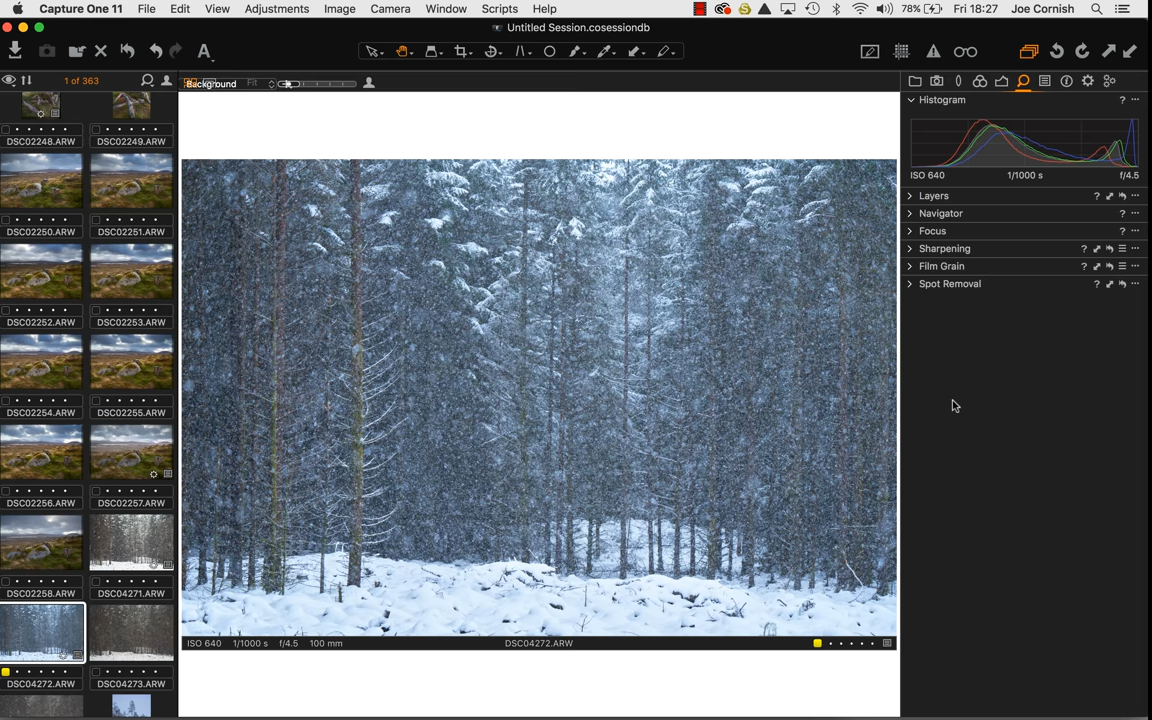 Capture One 11 File Edit View Adjustments Image Camera Window Scripts Help 78% Fri 18:27 Joe Cornish
Untitled Session.cosessiondb
1 of 363
Background Fit
Histogram ?
ISO 640 1/1000 s f/4.5
Layers ?
Navigator ?
Focus ?
Sharpening ?
Film Grain ?
Spot Removal ?
DSC02248.ARW DSC02249.ARW
DSC02250.ARW DSC02251.ARW
DSC02252.ARW DSC02253.ARW
DSC02254.ARW DSC02255.ARW
DSC02256.ARW DSC02257.ARW
DSC02258.ARW DSC04271.ARW
DSC04272.ARW DSC04273.ARW
ISO 640 1/1000 s f/4.5 100 mm DSC04272.ARW